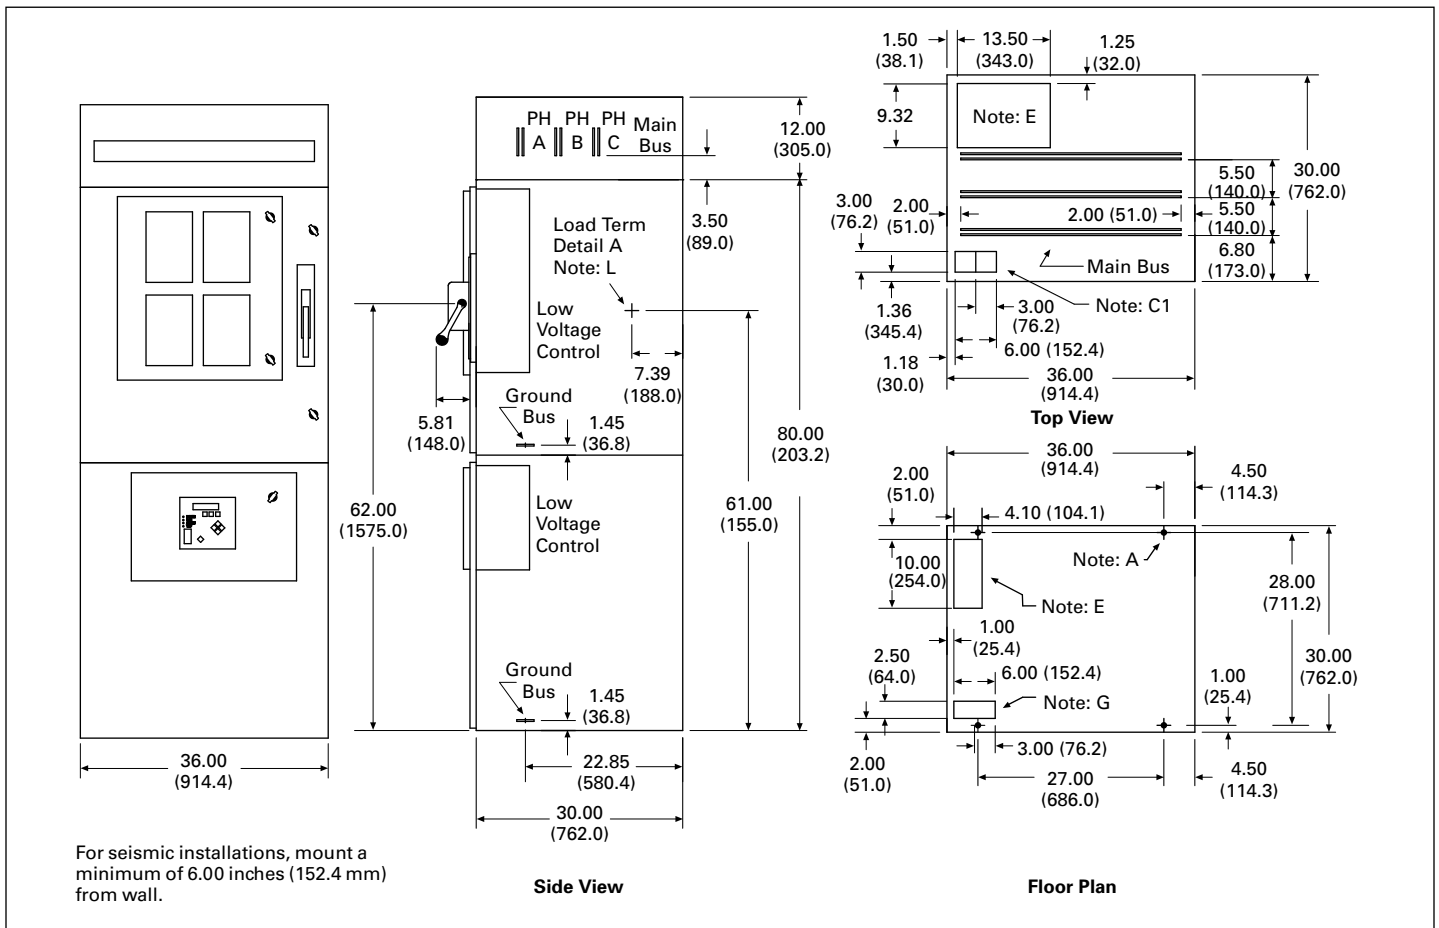 36.00
(914.4)
For seismic installations, mount a
minimum of 6.00 inches (152.4 mm)
from wall.
PH PH PH
A B C
Main
Bus
12.00
(305.0)
3.50
(89.0)
Load Term
Detail A
Note: L
Low
Voltage
Control
7.39
(188.0)
5.81
(148.0)
Ground
Bus
1.45
(36.8)
80.00
(203.2)
62.00
(1575.0)
61.00
(155.0)
Low
Voltage
Control
Ground
Bus
1.45
(36.8)
22.85
(580.4)
30.00
(762.0)
Side View
1.50
(38.1)
13.50
(343.0)
1.25
(32.0)
9.32
Note: E
5.50
(140.0)
30.00
(762.0)
3.00
(76.2)
2.00
(51.0)
2.00 (51.0)
5.50
(140.0)
6.80
(173.0)
Main Bus
Note: C1
1.36
(345.4)
3.00
(76.2)
6.00 (152.4)
1.18
(30.0)
36.00
(914.4)
Top View
36.00
(914.4)
2.00
(51.0)
4.50
(114.3)
4.10 (104.1)
Note: A
10.00
(254.0)
28.00
(711.2)
Note: E
1.00
(25.4)
2.50
(64.0)
6.00 (152.4)
30.00
(762.0)
1.00
(25.4)
Note: G
3.00 (76.2)
2.00
(51.0)
27.00
(686.0)
4.50
(114.3)
Floor Plan